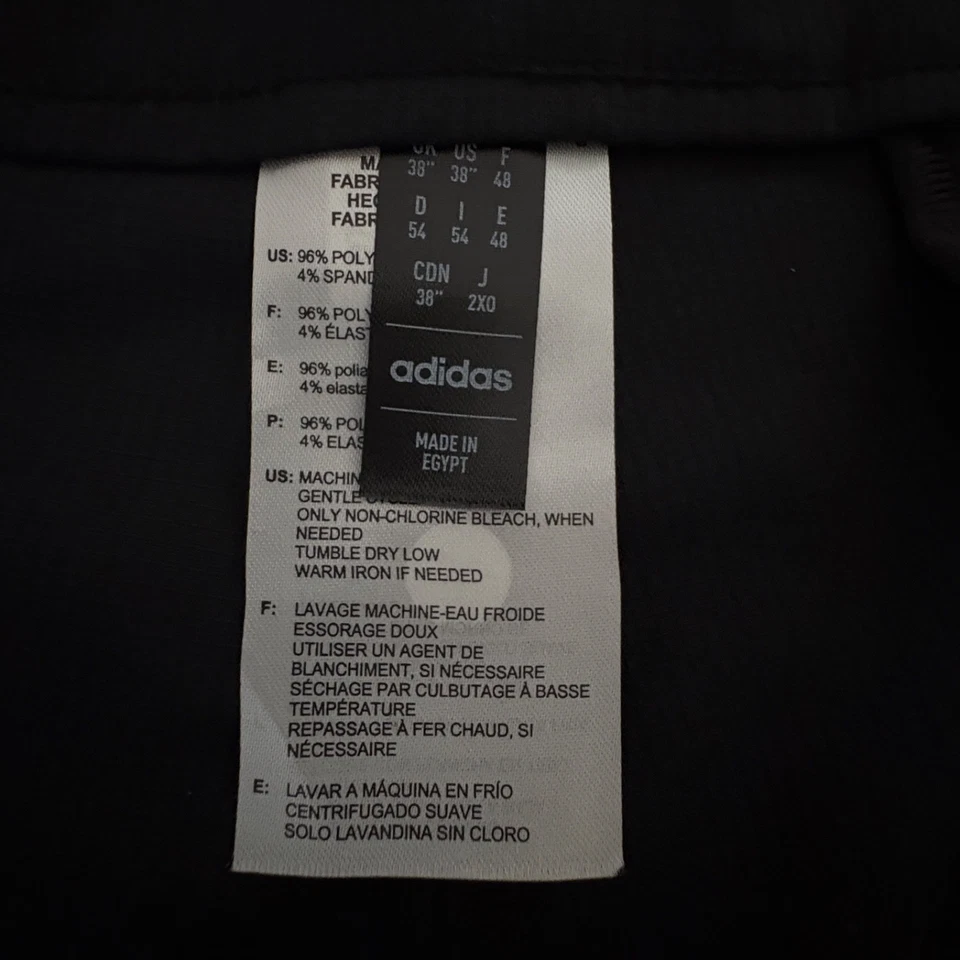 UK US F
38" 38" 48
D I E
54 54 48
CDN J
38" 2XO
adidas
MADE IN
EGYPT
US: 96% POLY
4% SPAND
F: 96% POLY
4% ÉLAST
E: 96% polia
4% elasta
P: 96% POL
4% ELAS
US: MACHIN
GENTLE
ONLY NON-CHLORINE BLEACH, WHEN
NEEDED
TUMBLE DRY LOW
WARM IRON IF NEEDED
F: LAVAGE MACHINE-EAU FROIDE
ESSORAGE DOUX
UTILISER UN AGENT DE
BLANCHIMENT, SI NÉCESSAIRE
SÉCHAGE PAR CULBUTAGE À BASSE
TEMPÉRATURE
REPASSAGE À FER CHAUD, SI
NÉCESSAIRE
E: LAVAR A MÁQUINA EN FRÍO
CENTRIFUGADO SUAVE
SOLO LAVANDINA SIN CLORO